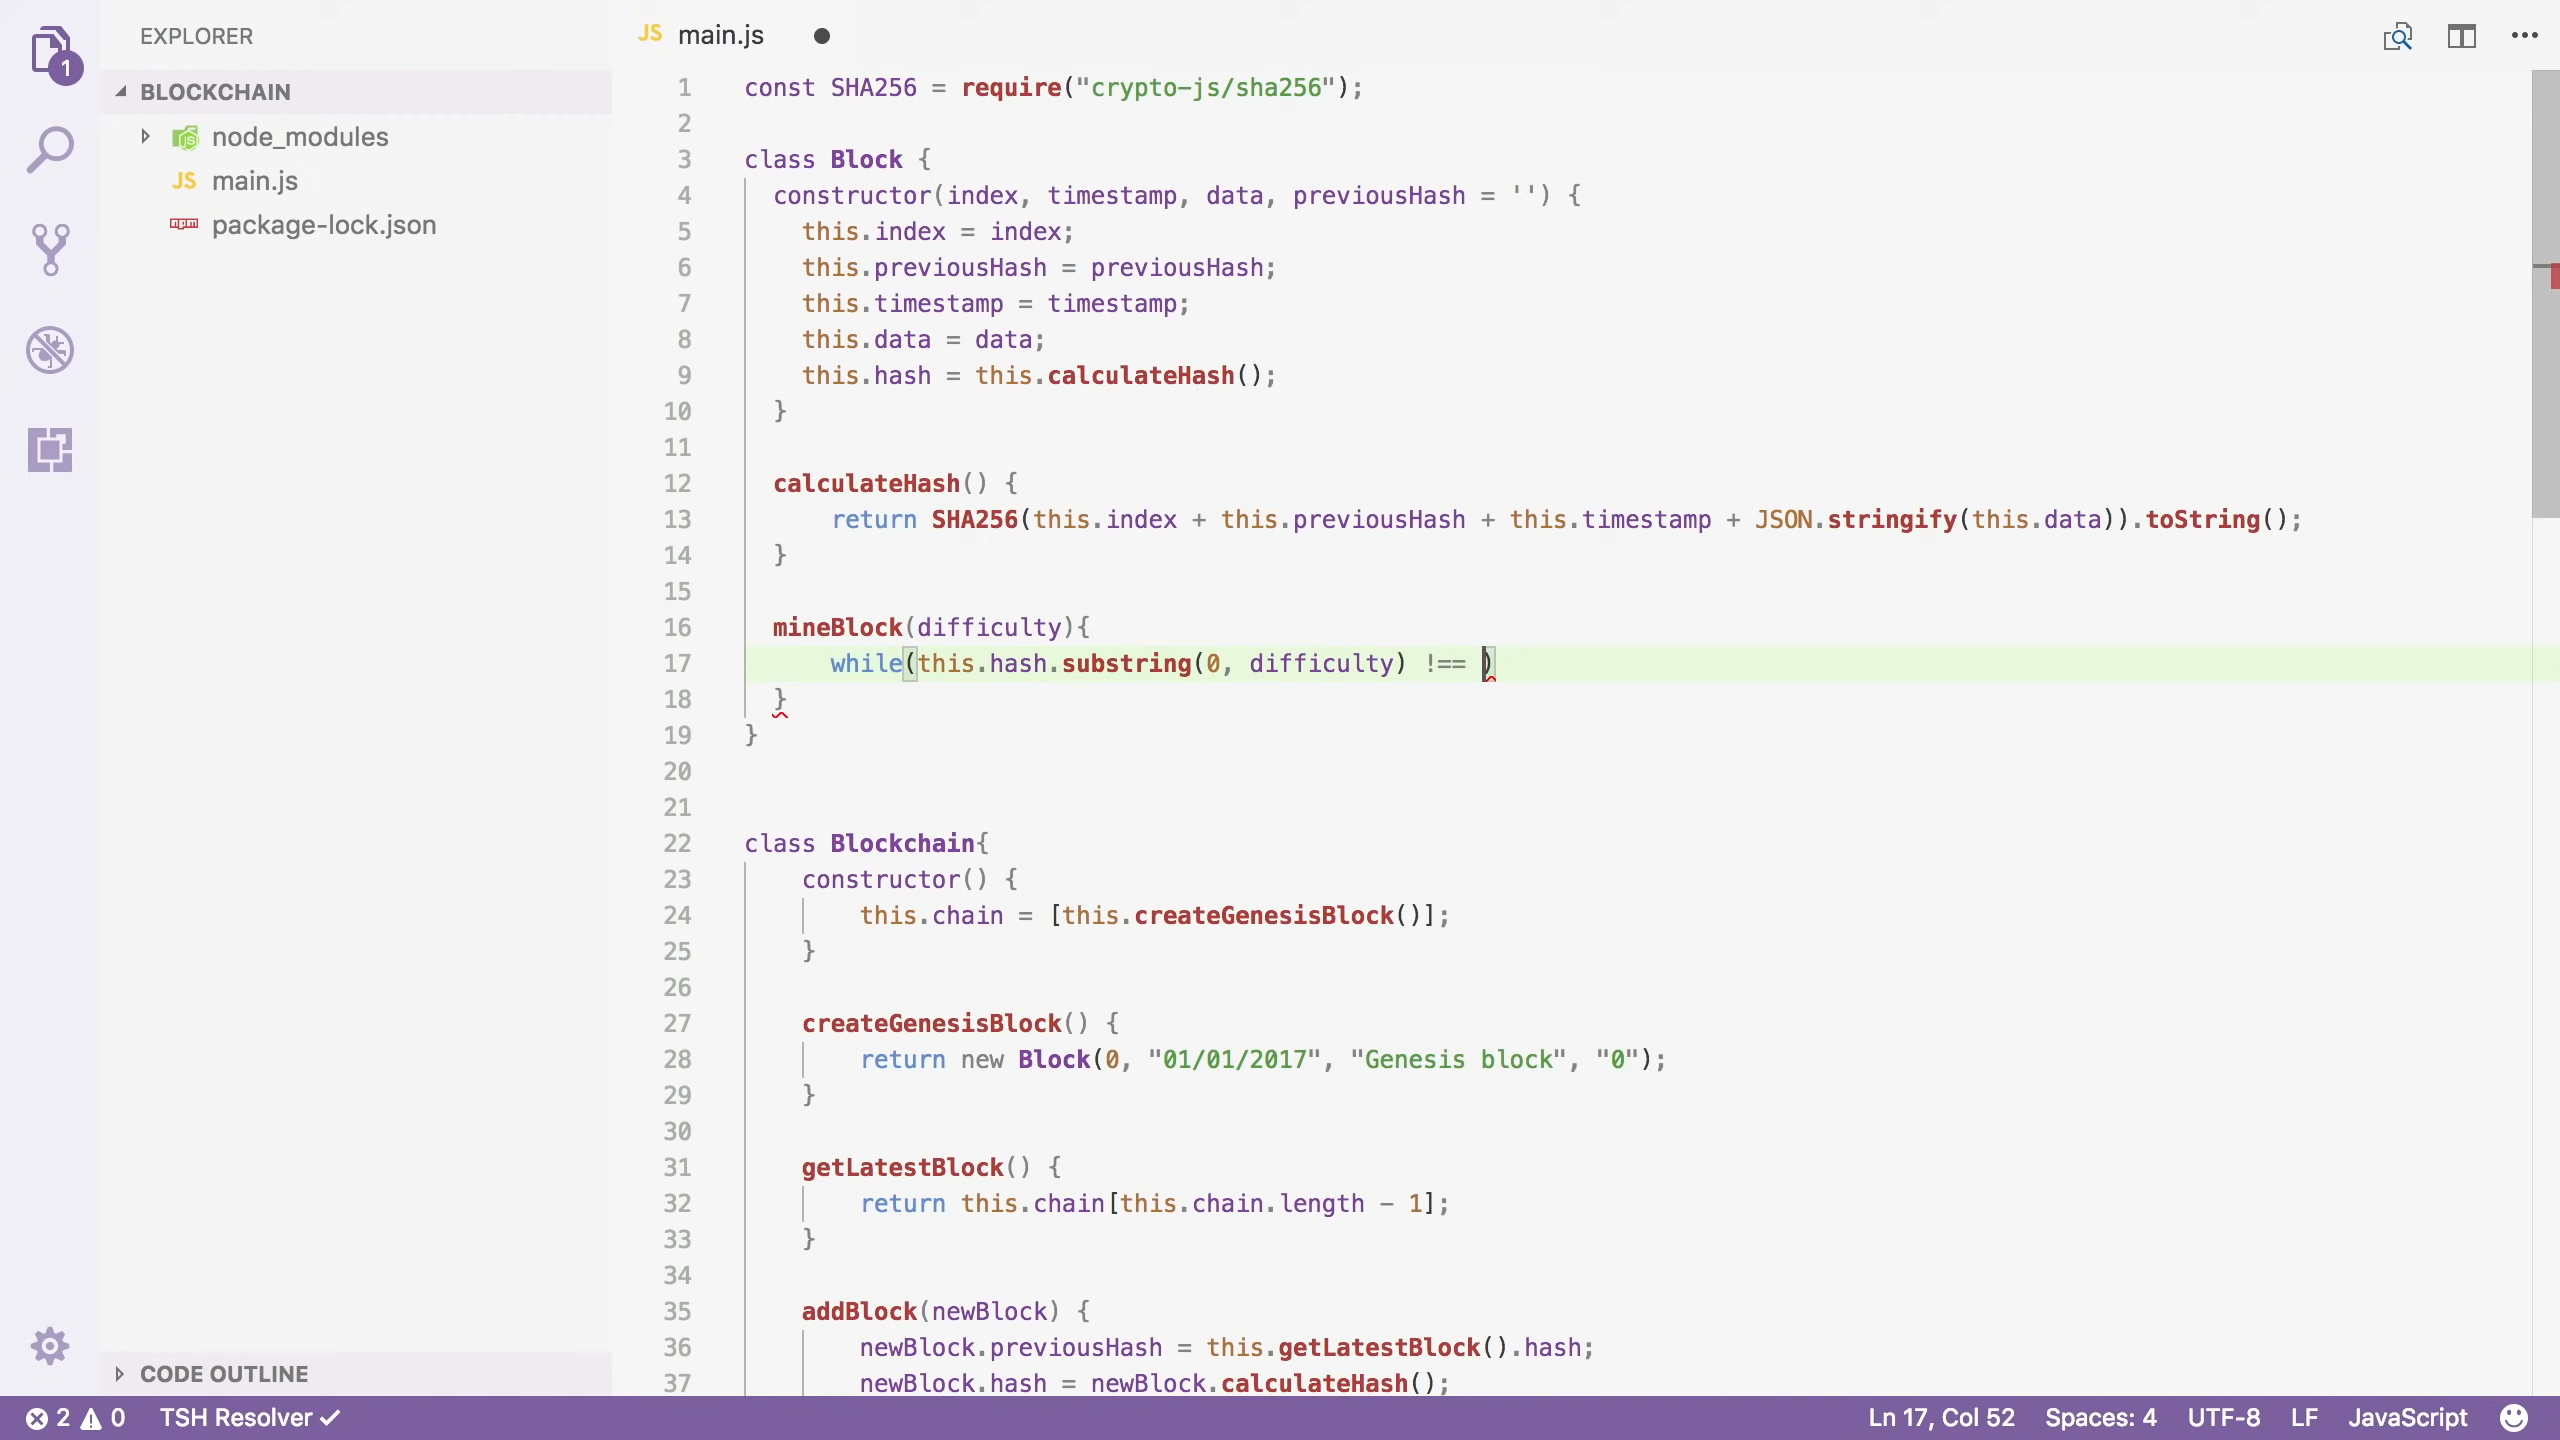 EXPLORER
BLOCKCHAIN
node_modules
JS main.js
package-lock.json
CODE OUTLINE
1
JS main.js
1 const SHA256 = require("crypto-js/sha256");
2
3 class Block {
4 constructor(index, timestamp, data, previousHash = '') {
5 this.index = index;
6 this.previousHash = previousHash;
7 this.timestamp = timestamp;
8 this.data = data;
9 this.hash = this.calculateHash();
10 }
11
12 calculateHash() {
13 return SHA256(this.index + this.previousHash + this.timestamp + JSON.stringify(this.data)).toString();
14 }
15
16 mineBlock(difficulty){
17 while(this.hash.substring(0, difficulty) !== )
18 }
19 }
20
21
22 class Blockchain{
23 constructor() {
24 this.chain = [this.createGenesisBlock()];
25 }
26
27 createGenesisBlock() {
28 return new Block(0, "01/01/2017", "Genesis block", "0");
29 }
30
31 getLatestBlock() {
32 return this.chain[this.chain.length - 1];
33 }
34
35 addBlock(newBlock) {
36 newBlock.previousHash = this.getLatestBlock().hash;
37 newBlock.hash = newBlock.calculateHash();
2 0 TSH Resolver ✓ Ln 17, Col 52 Spaces: 4 UTF-8 LF JavaScript